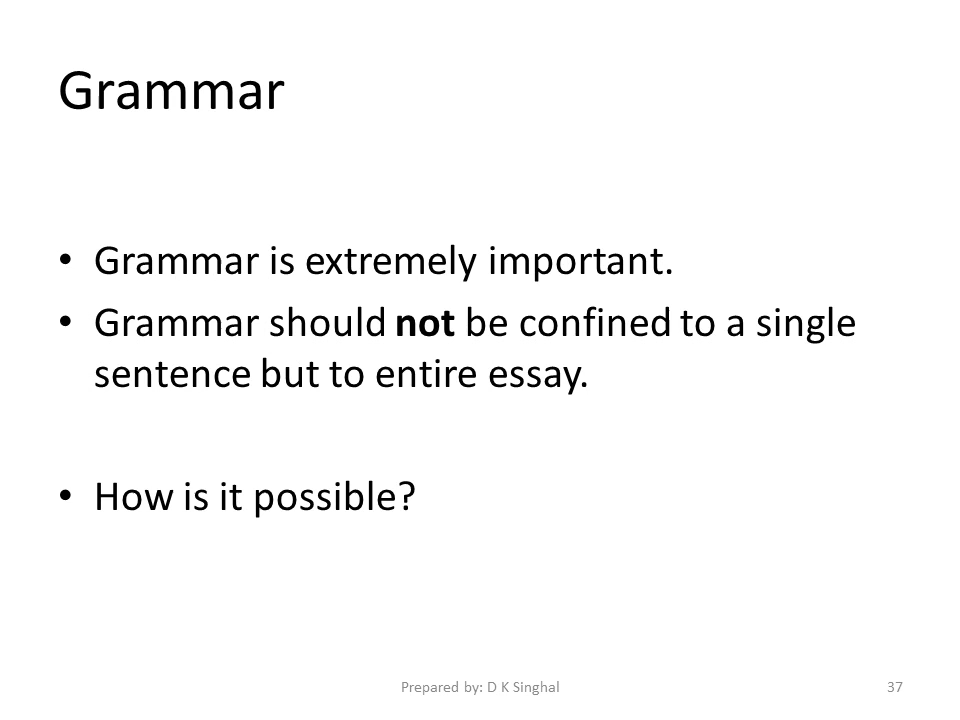 Grammar
• Grammar is extremely important.
• Grammar should not be confined to a single
sentence but to entire essay.
• How is it possible?
Prepared by: D K Singhal
37